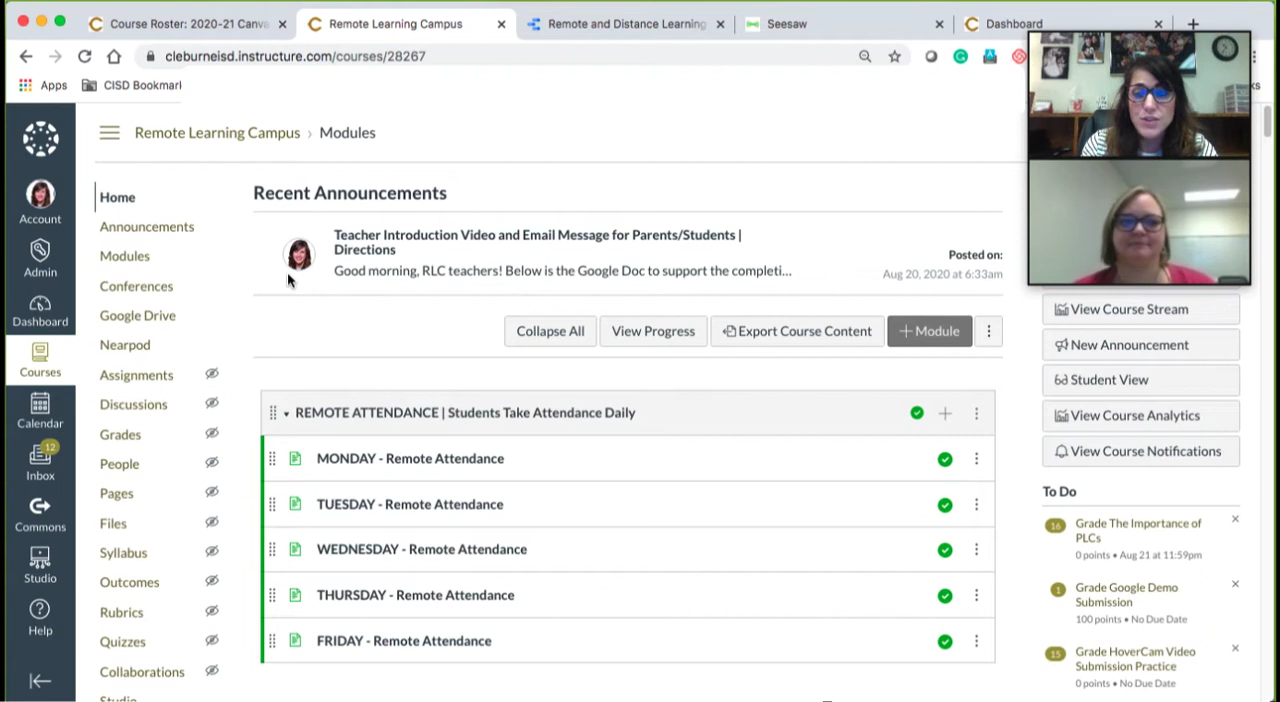 Course Roster: 2020-21 Canva
Remote Learning Campus
Remote and Distance Learning
Seesaw
Dashboard
cleburneisd.instructure.com/courses/28267
Apps
CISD Bookmar
Remote Learning Campus › Modules
Account
Admin
Dashboard
Courses
Calendar
12
Inbox
Commons
Studio
Help
Home
Announcements
Modules
Conferences
Google Drive
Nearpod
Assignments
Discussions
Grades
People
Pages
Files
Syllabus
Outcomes
Rubrics
Quizzes
Collaborations
Studio
Recent Announcements
Teacher Introduction Video and Email Message for Parents/Students |
Directions
Good morning, RLC teachers! Below is the Google Doc to support the completi...
Posted on:
Aug 20, 2020 at 6:33am
Collapse All
View Progress
Export Course Content
+ Module
REMOTE ATTENDANCE | Students Take Attendance Daily
MONDAY - Remote Attendance
TUESDAY - Remote Attendance
WEDNESDAY - Remote Attendance
THURSDAY - Remote Attendance
FRIDAY - Remote Attendance
View Course Stream
New Announcement
Student View
View Course Analytics
View Course Notifications
To Do
16
Grade The Importance of
PLCs
0 points • Aug 21 at 11:59pm
1
Grade Google Demo
Submission
100 points • No Due Date
15
Grade HoverCam Video
Submission Practice
0 points • No Due Date